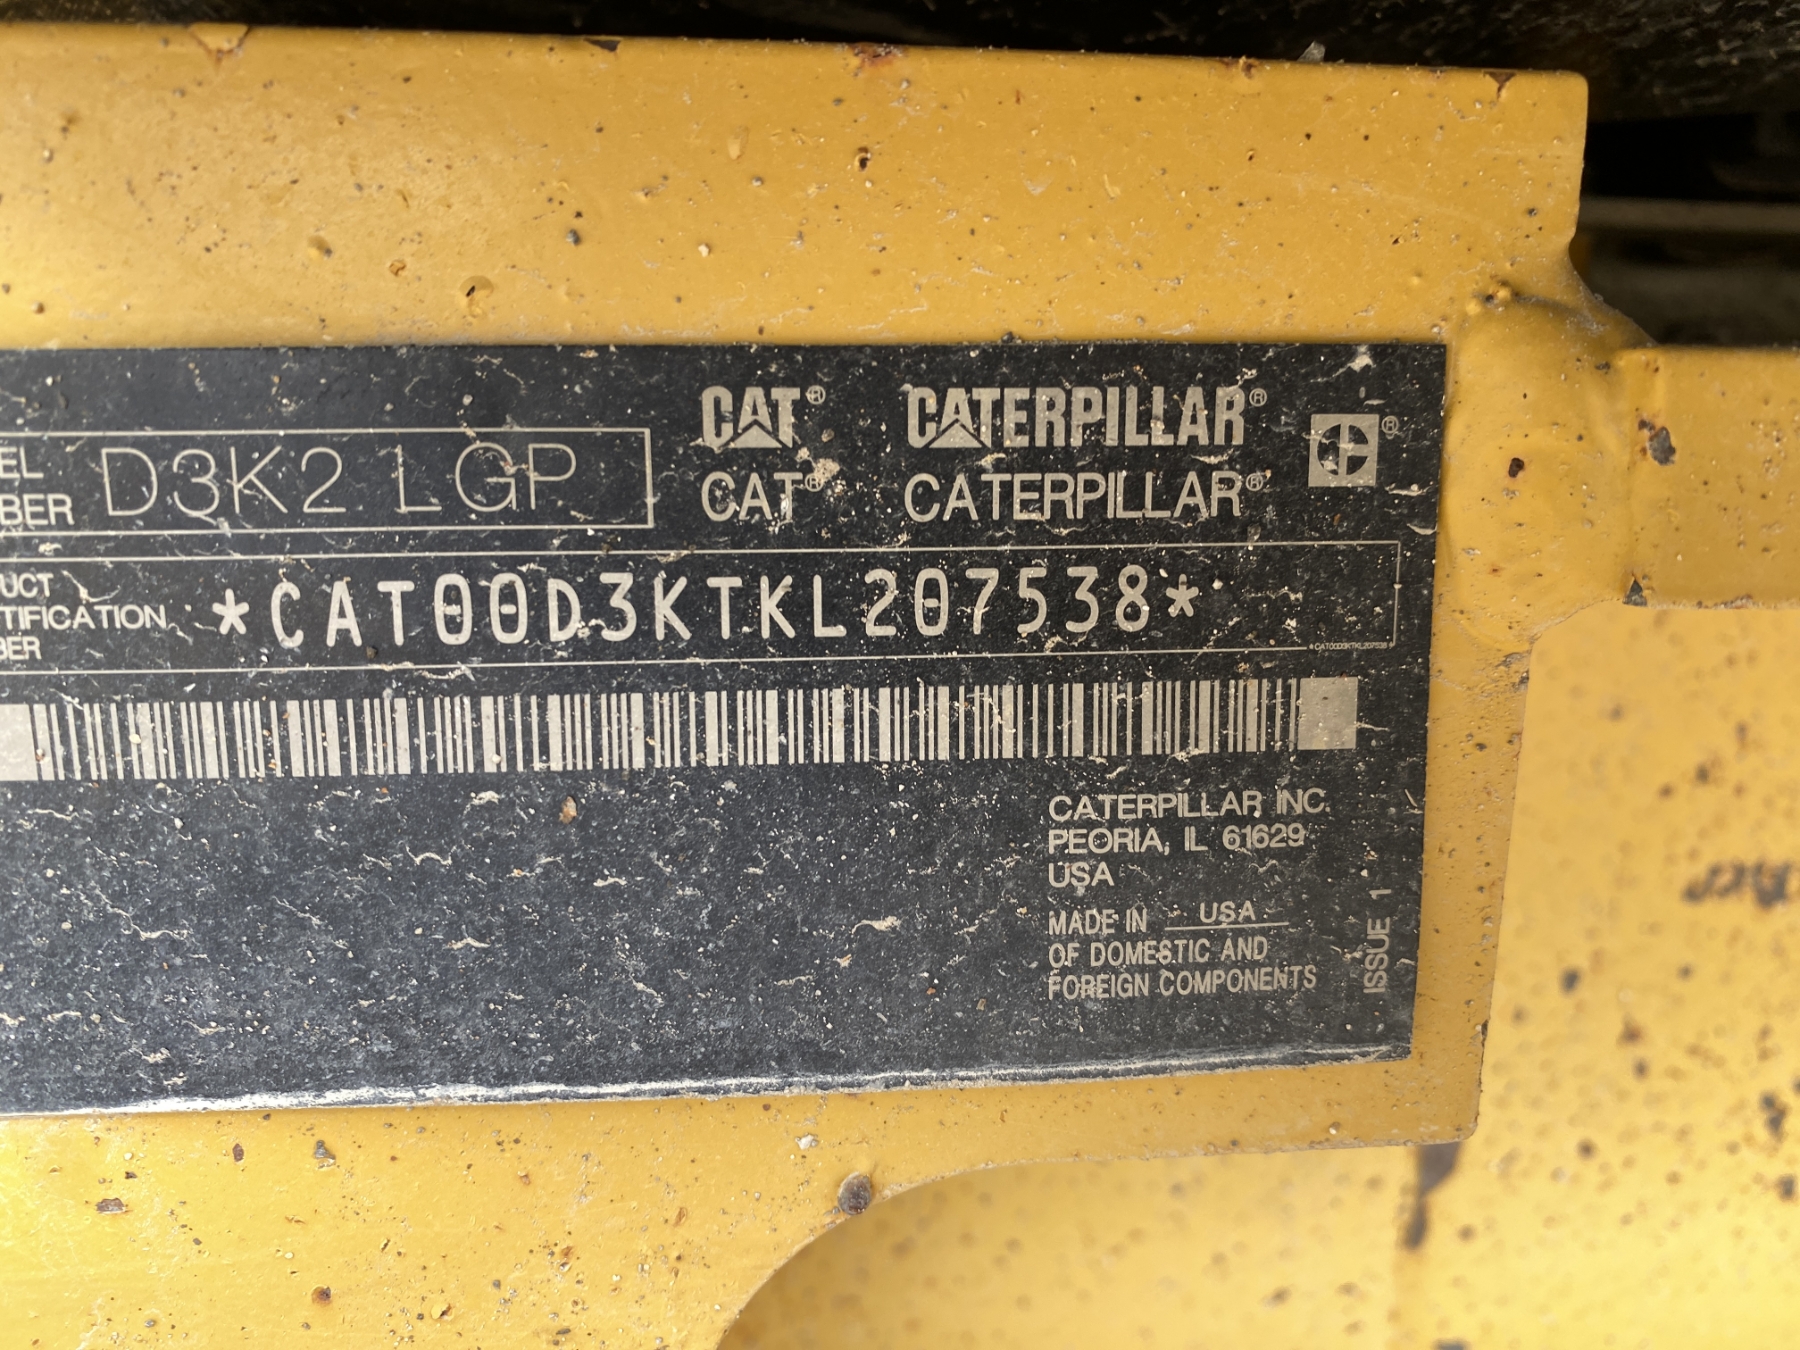 CAT® CATERPILLAR® ®
EL
BER D3K2 LGP
CAT® CATERPILLAR®
UCT
TIFICATION
BER
*CAT00D3KTKL207538*
*CAT00D3KTKL207538*
CATERPILLAR INC.
PEORIA, IL 61629
USA
MADE IN USA
OF DOMESTIC AND
FOREIGN COMPONENTS
ISSUE 1